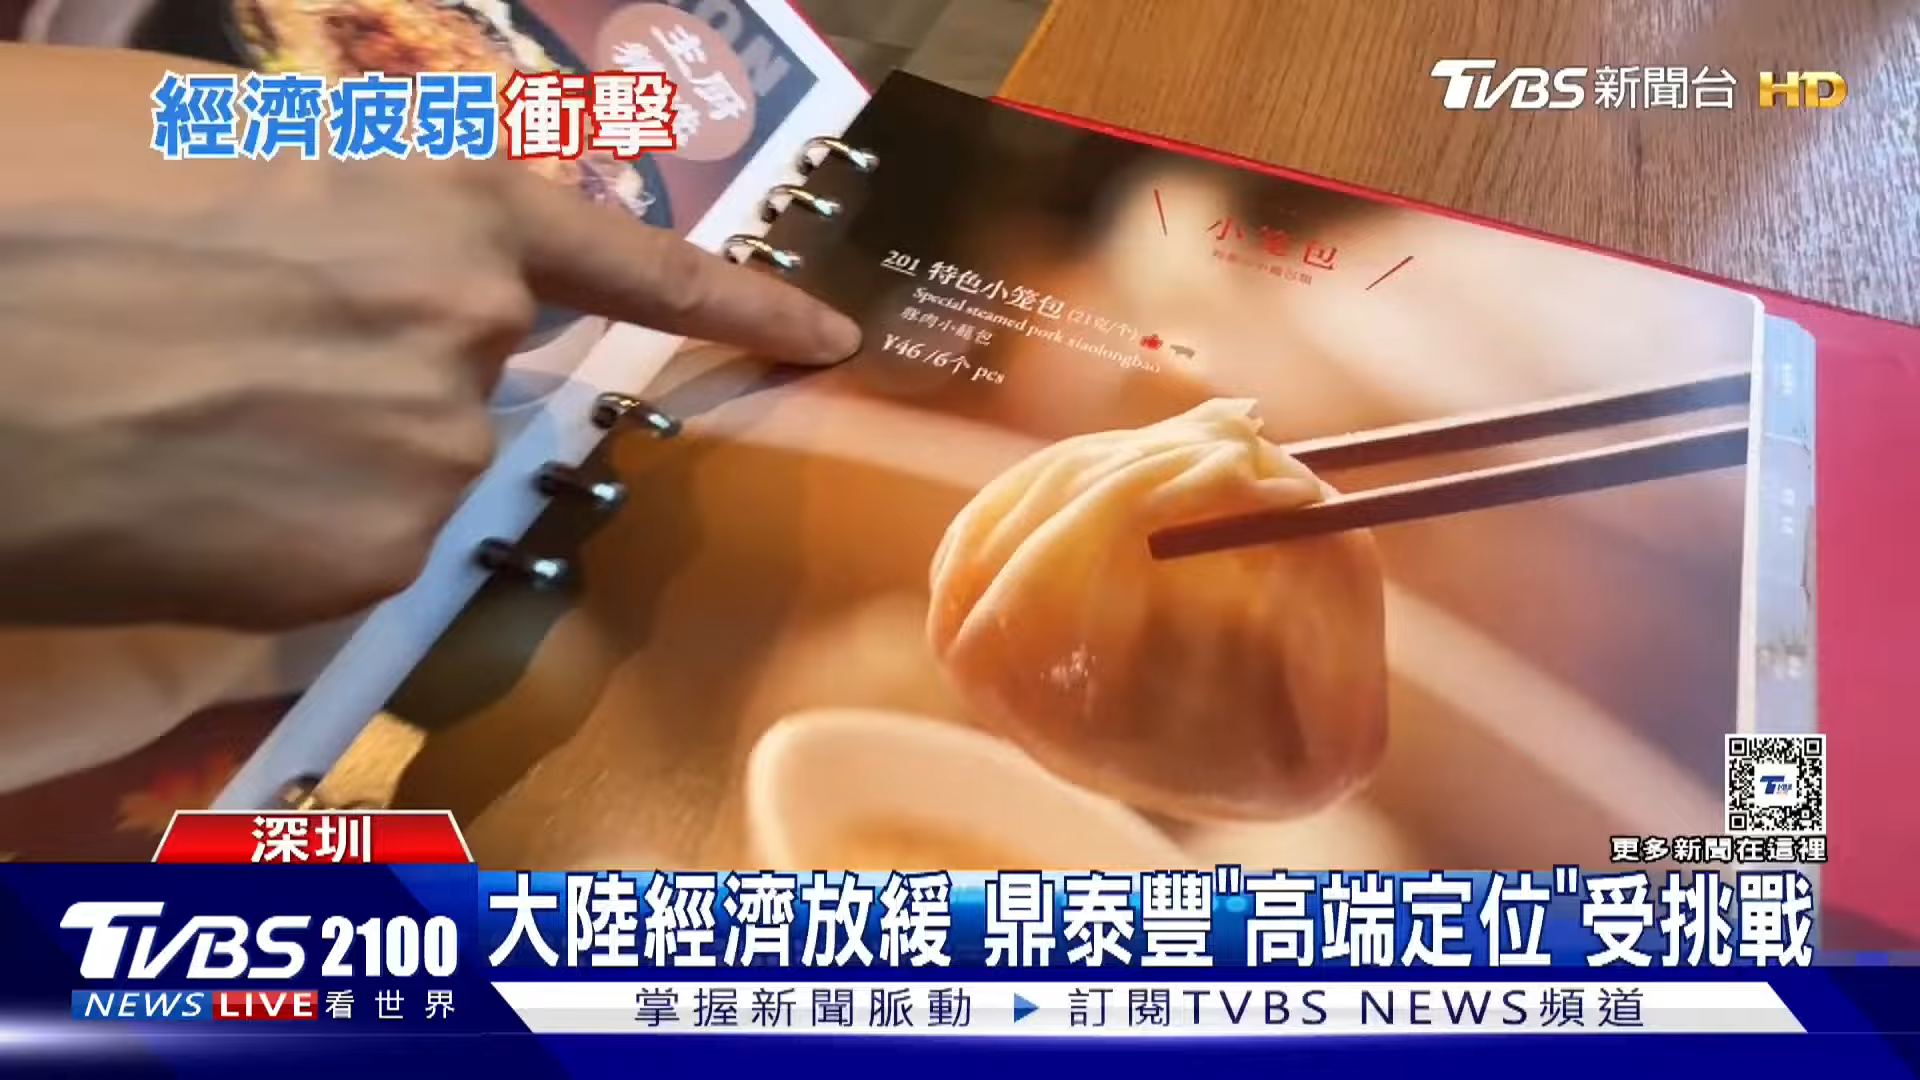 經濟疲弱衝擊
TVBS新聞台 HD
主厨
小笼包
201 特色小笼包 (21克/个)
Special steamed pork xiaolongbao
豚肉小籠包
¥46 /6个 pcs
更多新聞在這裡
深圳
大陸經濟放緩 鼎泰豐"高端定位"受挑戰
TVBS 2100
NEWS LIVE 看世界
掌握新聞脈動 ▶ 訂閱TVBS NEWS頻道